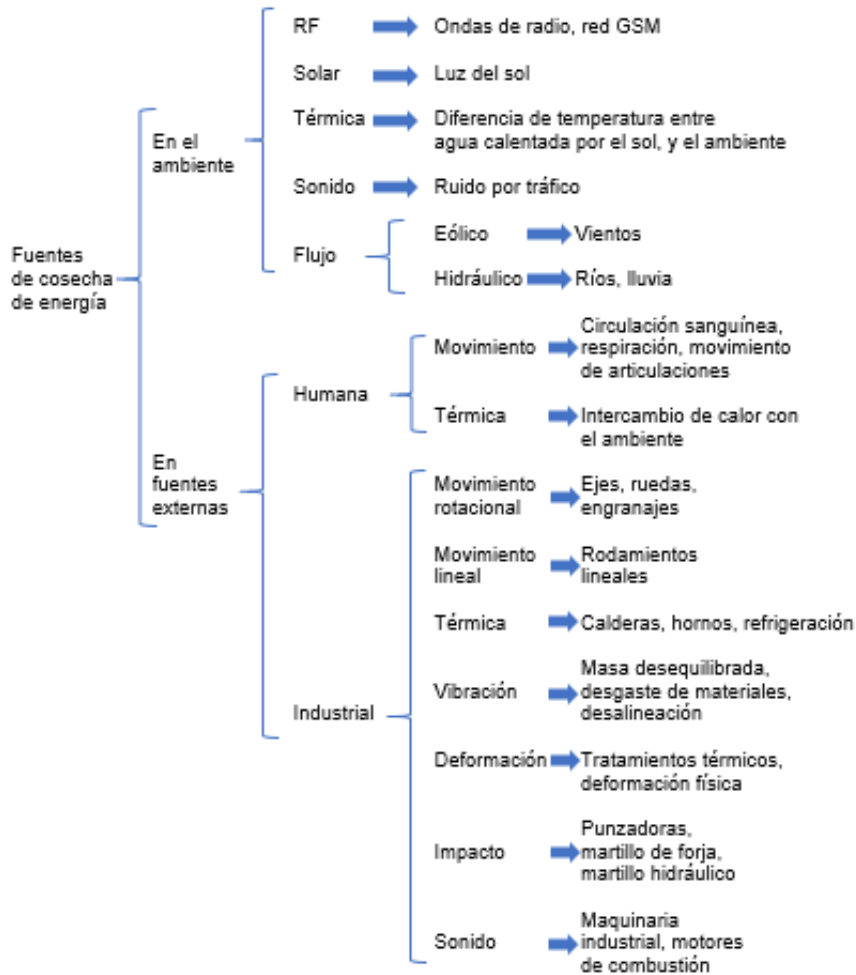 RF
Ondas de radio, red GSM
Solar
Luz del sol
Térmica
Diferencia de temperatura entre
agua calentada por el sol, y el ambiente
En el
ambiente
Sonido
Ruido por tráfico
Eólico
Vientos
Flujo
Hidráulico
Ríos, lluvia
Fuentes
de cosecha
de energía
Movimiento
Circulación sanguínea,
respiración, movimiento
de articulaciones
Humana
Térmica
Intercambio de calor con
el ambiente
En
fuentes
externas
Movimiento
rotacional
Ejes, ruedas,
engranajes
Movimiento
lineal
Rodamientos
lineales
Térmica
Calderas, hornos, refrigeración
Vibración
Masa desequilibrada,
desgaste de materiales,
desalineación
Industrial
Deformación
Tratamientos térmicos,
deformación física
Impacto
Punzadoras,
martillo de forja,
martillo hidráulico
Sonido
Maquinaria
industrial, motores
de combustión